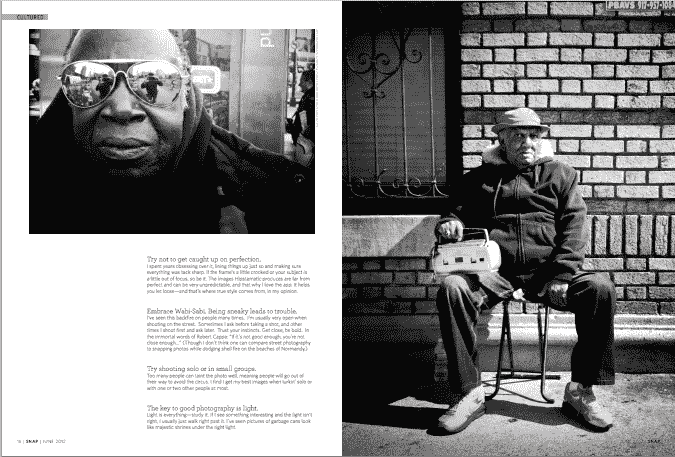 CULTURED
PBAVS 917-957-1084
Try not to get caught up on perfection.
I spent years obsessing over it, lining things up just so and making sure
everything was tack sharp. If the frame's a little crooked or your subject is
a little out of focus, so be it. The images Hipstamatic produces are far from
perfect and can be very unpredictable, and that why I love the app. It helps
you let loose—and that's where true style comes from, in my opinion.
Embrace Wabi-Sabi. Being sneaky leads to trouble.
I've seen this backfire on people many times. I'm usually very open when
shooting on the street. Sometimes I ask before taking a shot, and other
times I shoot first and ask later. Trust your instincts. Get close, be bold. In
the immortal words of Robert Cappa: "If it's not good enough, you're not
close enough..." (Though I don't think one can compare street photography
to snapping photos while dodging shell fire on the beaches of Normandy.)
Try shooting solo or in small groups.
Too many people can taint the photo well, meaning people will go out of
their way to avoid the circus. I find I get my best images when lurkin' solo or
with one or two other people at most.
The key to good photography is light.
Light is everything—study it. If I see something interesting and the light isn't
right, I usually just walk right past it. I've seen pictures of garbage cans look
like majestic shrines under the right light.
16 | SNAP | JUNE 2012
SNAP